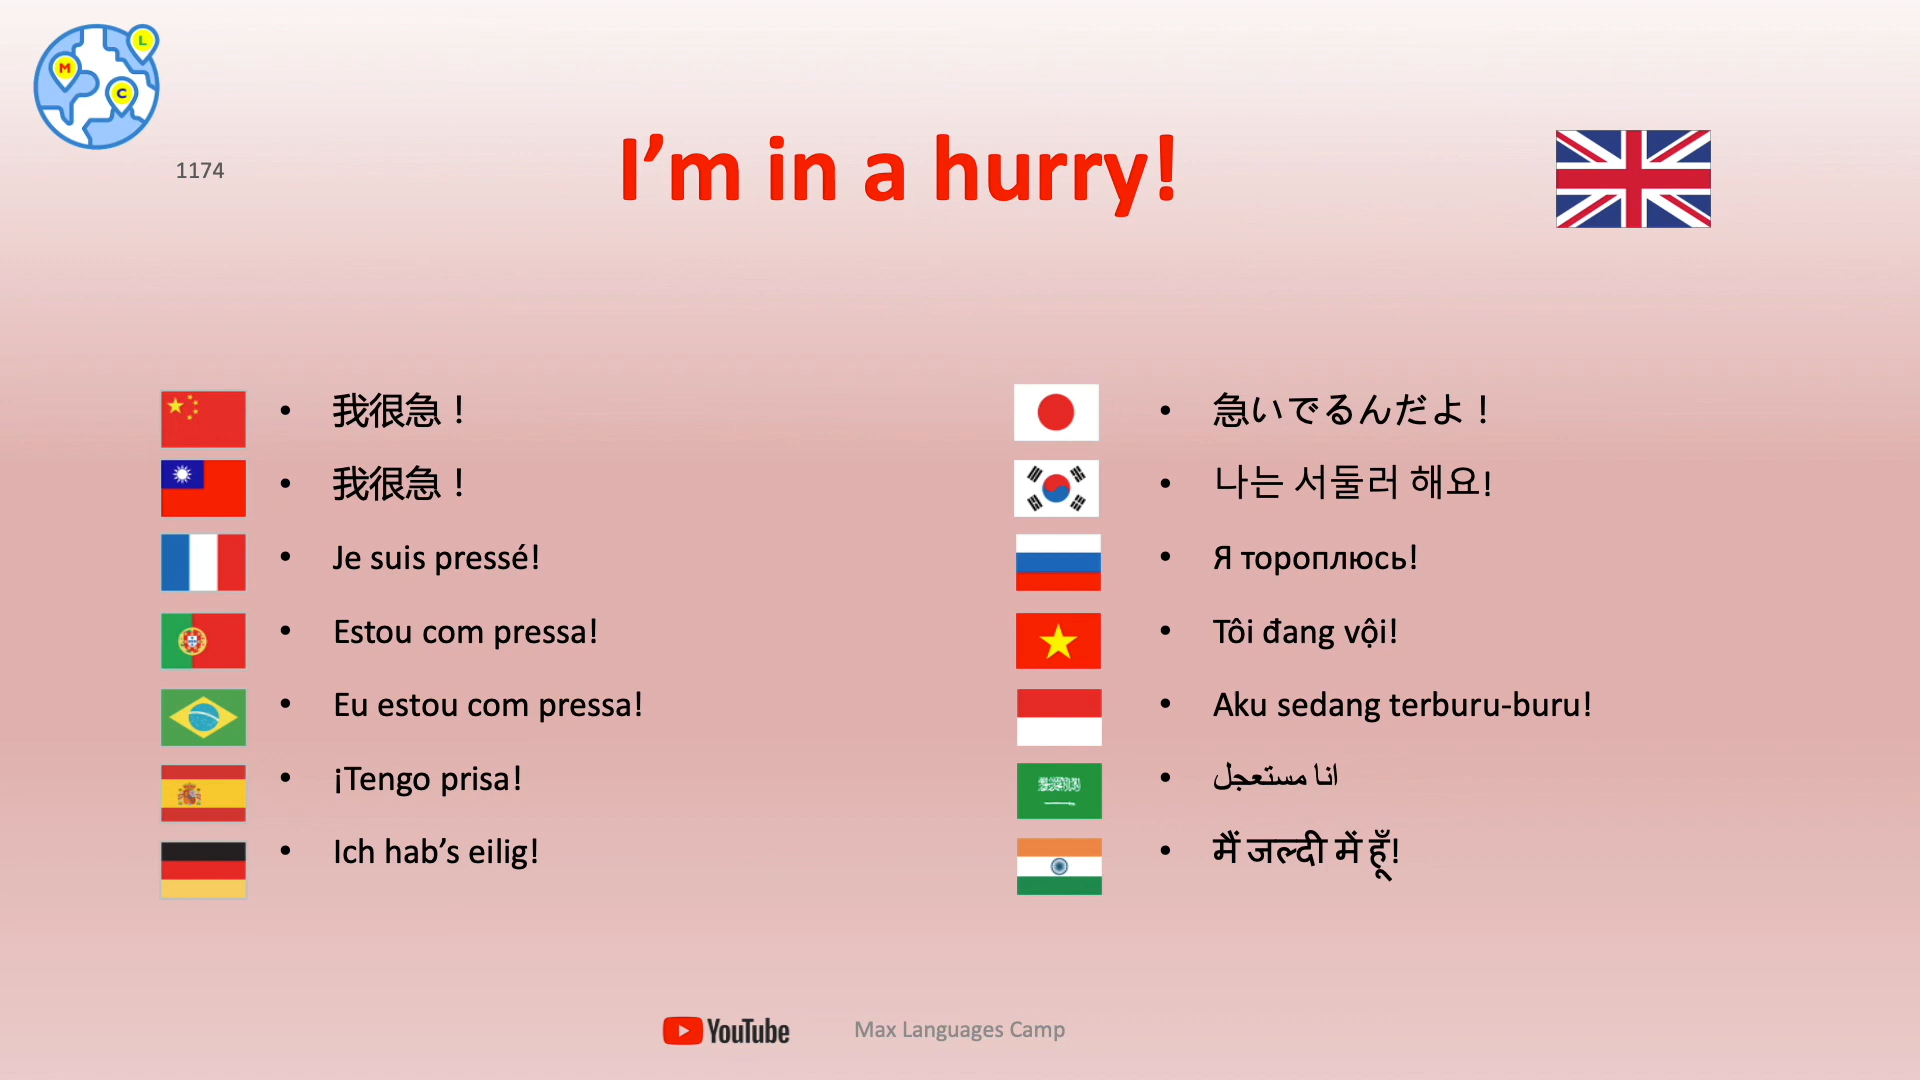 L
M
C
1174
I’m in a hurry!
我很急！
我很急！
Je suis pressé!
Estou com pressa!
Eu estou com pressa!
¡Tengo prisa!
Ich hab’s eilig!
急いでるんだよ！
나는 서둘러 해요!
Я тороплюсь!
Tôi đang vội!
Aku sedang terburu-buru!
انا مستعجل
मैं जल्दी में हूँ!
YouTube
Max Languages Camp